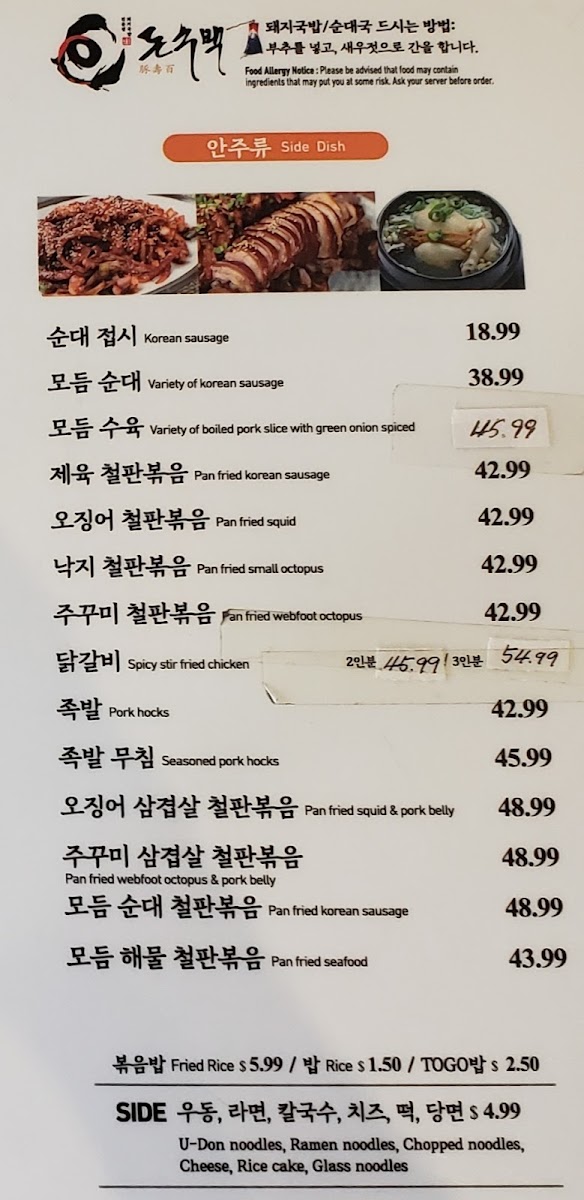 돈수백
豚壽百
돼지국밥/순대국 드시는 방법:
부추를 넣고, 새우젓으로 간을 합니다.
Food Allergy Notice : Please be advised that food may contain
ingredients that may put you at some risk. Ask your server before order.
안주류 Side Dish
순대 접시 Korean sausage 18.99
모듬 순대 Variety of korean sausage 38.99
모듬 수육 Variety of boiled pork slice with green onion spiced 45.99
제육 철판볶음 Pan fried korean sausage 42.99
오징어 철판볶음 Pan fried squid 42.99
낙지 철판볶음 Pan fried small octopus 42.99
주꾸미 철판볶음 Pan fried webfoot octopus 42.99
닭갈비 Spicy stir fried chicken 2인분 45.99 / 3인분 54.99
족발 Pork hocks 42.99
족발 무침 Seasoned pork hocks 45.99
오징어 삼겹살 철판볶음 Pan fried squid & pork belly 48.99
주꾸미 삼겹살 철판볶음 48.99
Pan fried webfoot octopus & pork belly
모듬 순대 철판볶음 Pan fried korean sausage 48.99
모듬 해물 철판볶음 Pan fried seafood 43.99
볶음밥 Fried Rice $ 5.99 / 밥 Rice $ 1.50 / TOGO밥 $ 2.50
SIDE 우동, 라면, 칼국수, 치즈, 떡, 당면 $ 4.99
U-Don noodles, Ramen noodles, Chopped noodles,
Cheese, Rice cake, Glass noodles